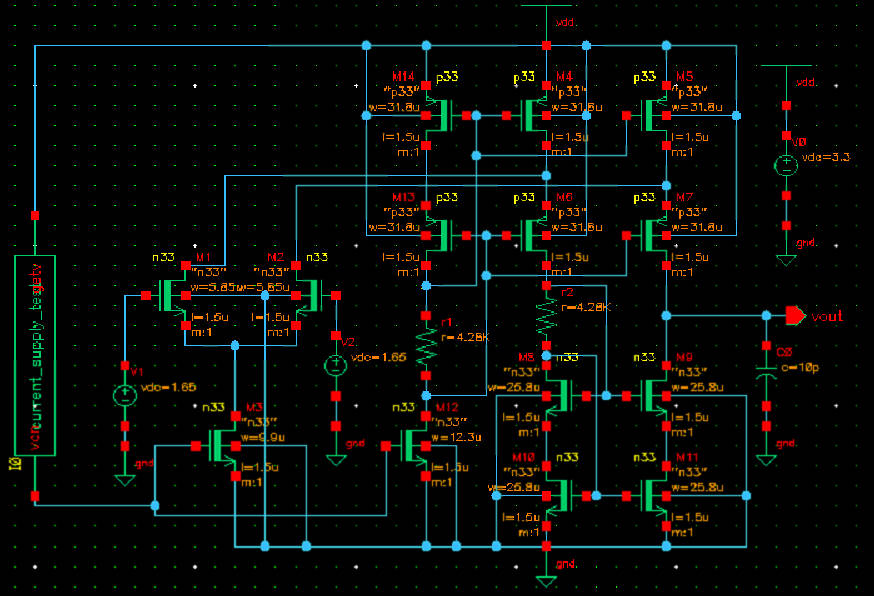 vdd.
M14 p33
"p33"
w=31.8u
l=1.5u
m:1
p33 M4
"p33"
w=31.8u
l=1.5u
m:1
p33 M5
"p33"
w=31.8u
l=1.5u
m:1
vdd.
V0
vdc=3.3
gnd.
M13 p33
"p33"
w=31.8u
l=1.5u
m:1
p33 M6
"p33"
w=31.8u
l=1.5u
m:1
p33 M7
"p33"
w=31.8u
l=1.5u
m:1
n33 M1
"n33"
w=5.85u
l=1.5u
m:1
M2 n33
"n33"
w=5.85u
l=1.5u
m:1
I0
r1
r=4.28K
r2
r=4.28K
vout
C0
c=10p
gnd.
V1
vdc=1.65
gnd.
V2
vdc=1.65
gnd.
n33 M3
"n33"
w=9.9u
l=1.5u
m:1
n33 M12
"n33"
w=12.3u
l=1.5u
m:1
M8 n33
"n33"
w=25.8u
l=1.5u
m:1
n33 M9
"n33"
w=25.8u
l=1.5u
m:1
M10 n33
"n33"
w=25.8u
l=1.5u
m:1
n33 M11
"n33"
w=25.8u
l=1.5u
m:1
gnd.